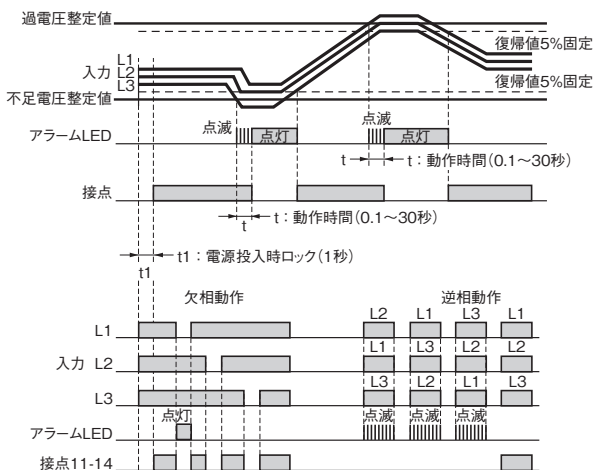 過電圧整定値
復帰値5%固定
L1
入力 L2
L3
復帰値5%固定
不足電圧整定値
点滅
点滅
アラームLED
点灯
点灯
t
t:動作時間(0.1~30秒)
接点
t:動作時間(0.1~30秒)
t
t1:電源投入時ロック(1秒)
t1
欠相動作
逆相動作
L2 L1 L3 L1
L1
L1 L3 L2 L2
入力 L2
L3 L2 L1 L3
L3
点灯
点滅 点滅 点滅
アラームLED
接点11-14